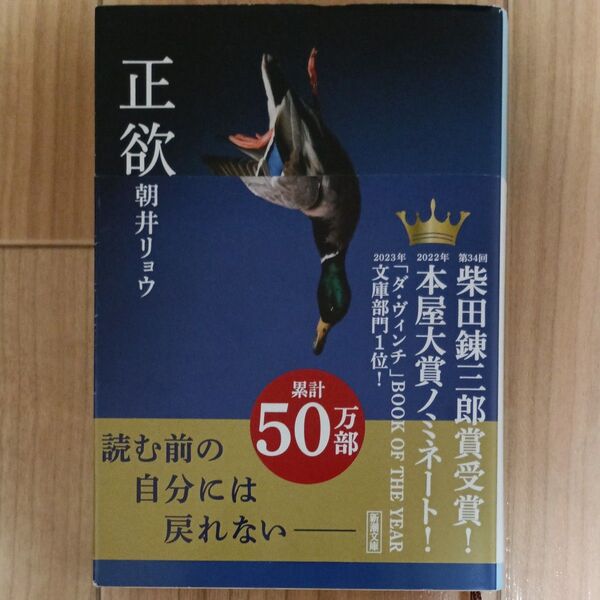 正欲
朝井リョウ
第34回
柴田錬三郎賞受賞！
2022年
本屋大賞ノミネート！
2023年
「ダ・ヴィンチ」BOOK OF THE YEAR
文庫部門1位！
累計
50万部
読む前の
自分には
戻れない――
新潮文庫